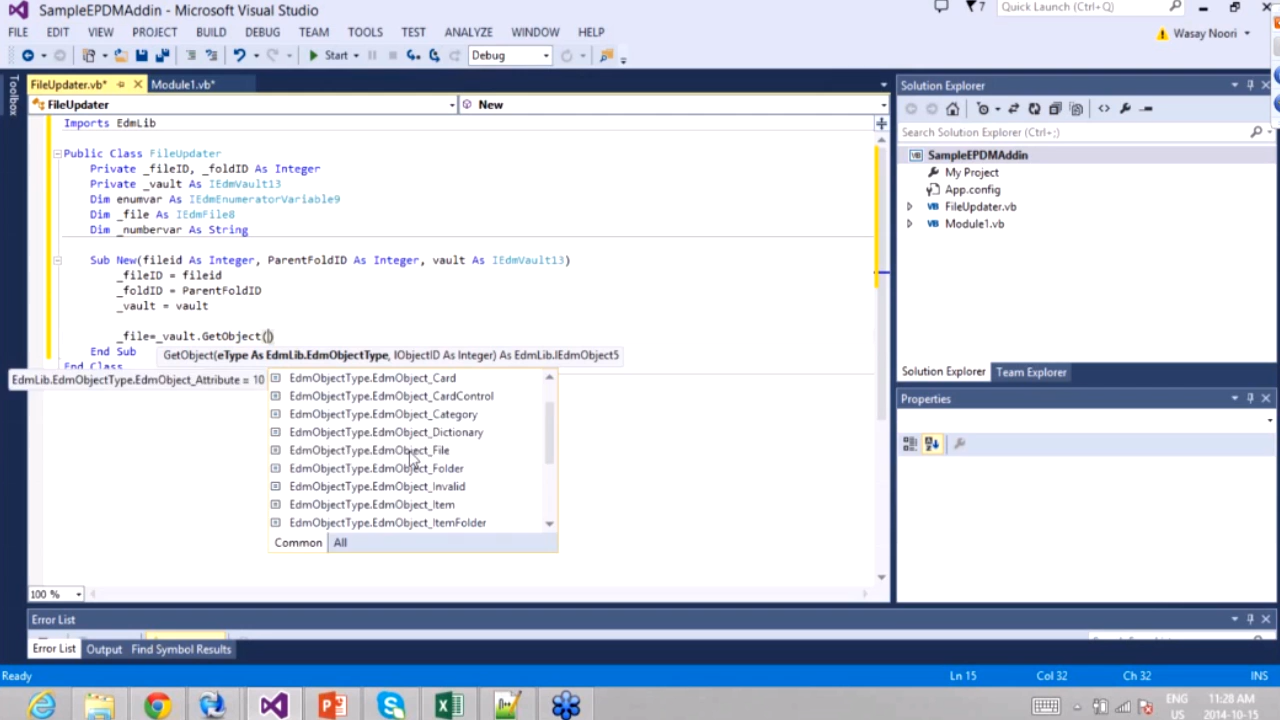 SampleEPDMAddin - Microsoft Visual Studio
7
Quick Launch (Ctrl+Q)
FILE EDIT VIEW PROJECT BUILD DEBUG TEAM TOOLS TEST ANALYZE WINDOW HELP
Wasay Noori
Start
Debug
Toolbox
FileUpdater.vb*
Module1.vb*
FileUpdater
New
Imports EdmLib
Public Class FileUpdater
Private _fileID, _foldID As Integer
Private _vault As IEdmVault13
Dim enumvar As IEdmEnumeratorVariable9
Dim _file As IEdmFile8
Dim _numbervar As String
Sub New(fileid As Integer, ParentFoldID As Integer, vault As IEdmVault13)
_fileID = fileid
_foldID = ParentFoldID
_vault = vault
_file=_vault.GetObject()
End Sub
GetObject(eType As EdmLib.EdmObjectType, lObjectID As Integer) As EdmLib.IEdmObject5
End Class
EdmLib.EdmObjectType.EdmObject_Attribute = 10
EdmObjectType.EdmObject_Card
EdmObjectType.EdmObject_CardControl
EdmObjectType.EdmObject_Category
EdmObjectType.EdmObject_Dictionary
EdmObjectType.EdmObject_File
EdmObjectType.EdmObject_Folder
EdmObjectType.EdmObject_Invalid
EdmObjectType.EdmObject_Item
EdmObjectType.EdmObject_ItemFolder
Common All
100 %
Solution Explorer
Search Solution Explorer (Ctrl+;)
SampleEPDMAddin
My Project
App.config
FileUpdater.vb
Module1.vb
Solution Explorer Team Explorer
Properties
Error List
Error List Output Find Symbol Results
Ready
Ln 15 Col 32 Ch 32 INS
ENG
US
11:28 AM
2014-10-15